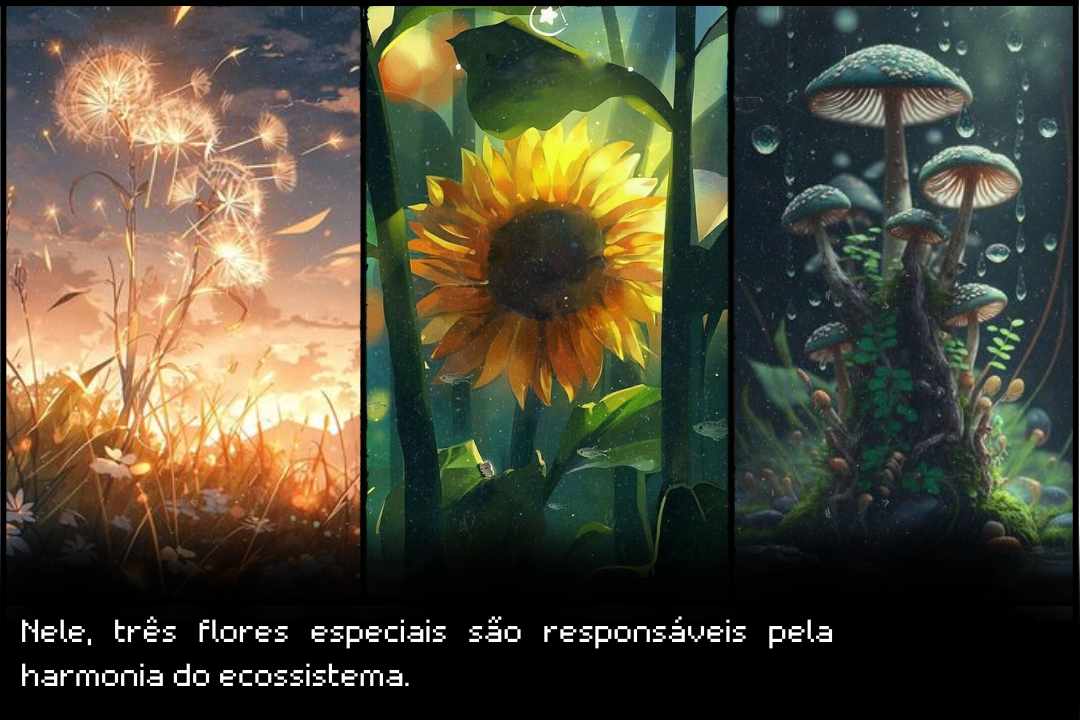 Nele, três flores especiais são responsáveis pela
harmonia do ecossistema.